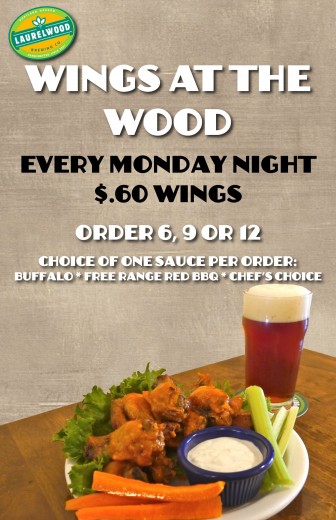 LAURELWOOD
BREWING CO.
WINGS AT THE
WOOD
EVERY MONDAY NIGHT
$.60 WINGS
ORDER 6, 9 OR 12
CHOICE OF ONE SAUCE PER ORDER:
BUFFALO * FREE RANGE RED BBQ * CHEF'S CHOICE